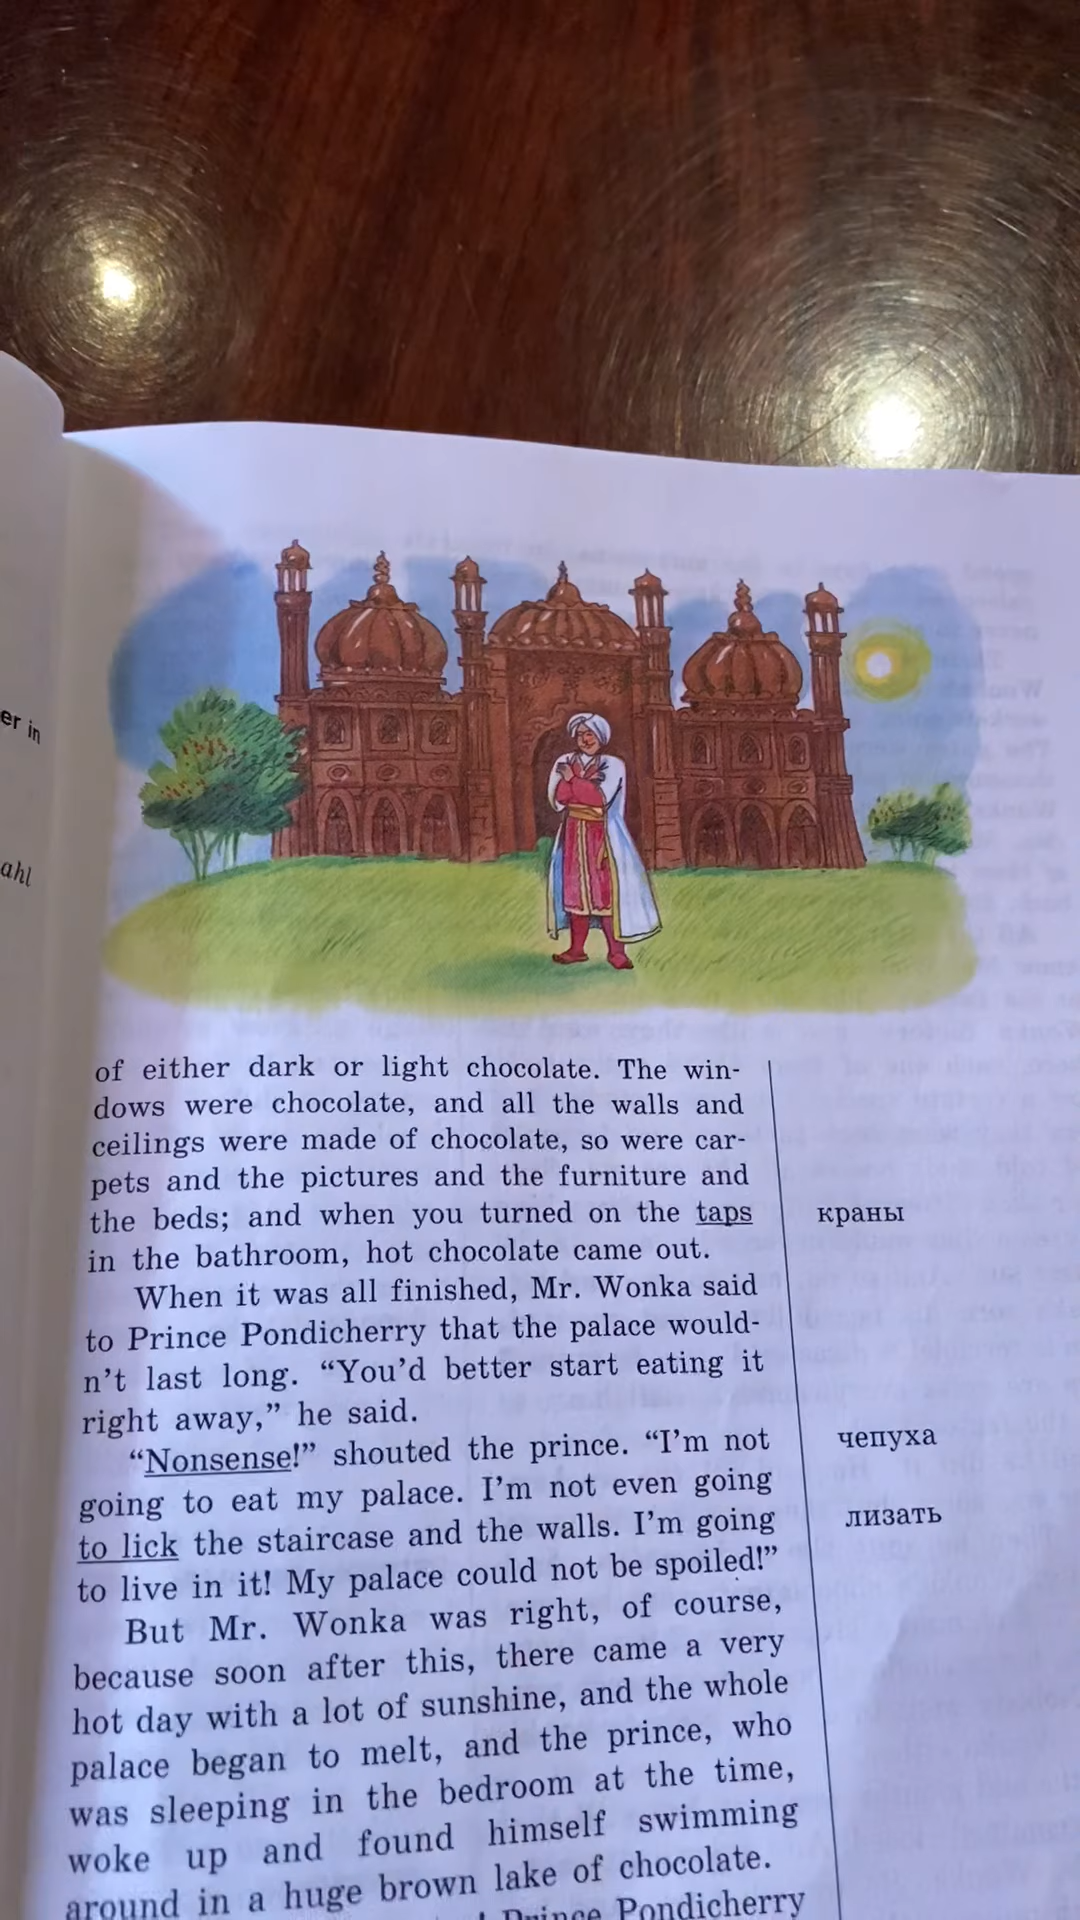 er in
ahl
of either dark or light chocolate. The win-
dows were chocolate, and all the walls and
ceilings were made of chocolate, so were car-
pets and the pictures and the furniture and
the beds; and when you turned on the taps
краны
in the bathroom, hot chocolate came out.
When it was all finished, Mr. Wonka said
to Prince Pondicherry that the palace would-
n’t last long. “You’d better start eating it
right away,” he said.
“Nonsense!” shouted the prince. “I’m not
чепуха
going to eat my palace. I’m not even going
to lick the staircase and the walls. I’m going
лизать
to live in it! My palace could not be spoiled!”
But Mr. Wonka was right, of course,
because soon after this, there came a very
hot day with a lot of sunshine, and the whole
palace began to melt, and the prince, who
was sleeping in the bedroom at the time,
woke up and found himself swimming
around in a huge brown lake of chocolate.
Prince Pondicherry